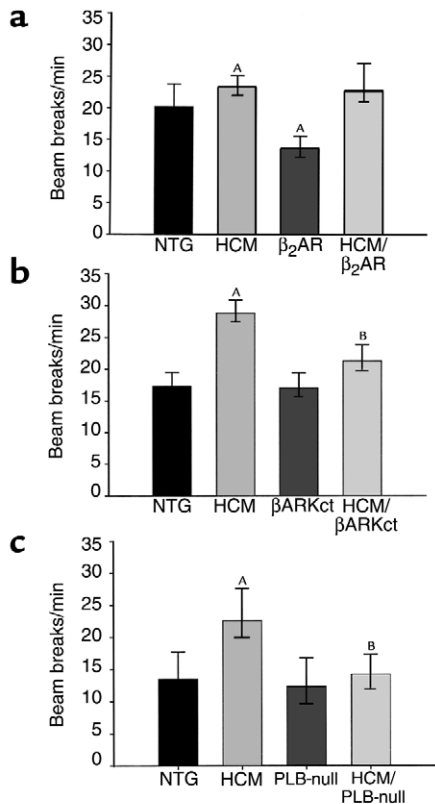 a
Beam breaks/min
35
30
25
20
15
10
5
0
A
A
NTG HCM β₂AR HCM/
β₂AR
b
Beam breaks/min
35
30
25
20
15
10
5
0
A
B
NTG HCM βARKct HCM/
βARKct
c
Beam breaks/min
35
30
25
20
15
10
5
0
A
B
NTG HCM PLB-null HCM/
PLB-null